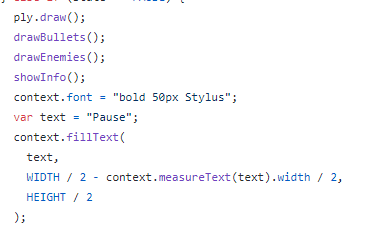 ply.draw();
drawBullets();
drawEnemies();
showInfo();
context.font = "bold 50px Stylus";
var text = "Pause";
context.fillText(
text,
WIDTH / 2 - context.measureText(text).width / 2,
HEIGHT / 2
);